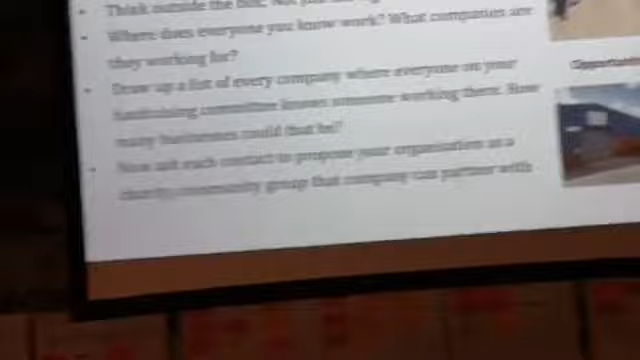 Think outside the box. Not
Where does everyone you know work? What companies are
they working for?
Draw up a list of every company where everyone on your
fundraising committee knows someone working there. How
many businesses could that be?
Now ask each contact to propose your organisation as a
charity/community group that company can partner with